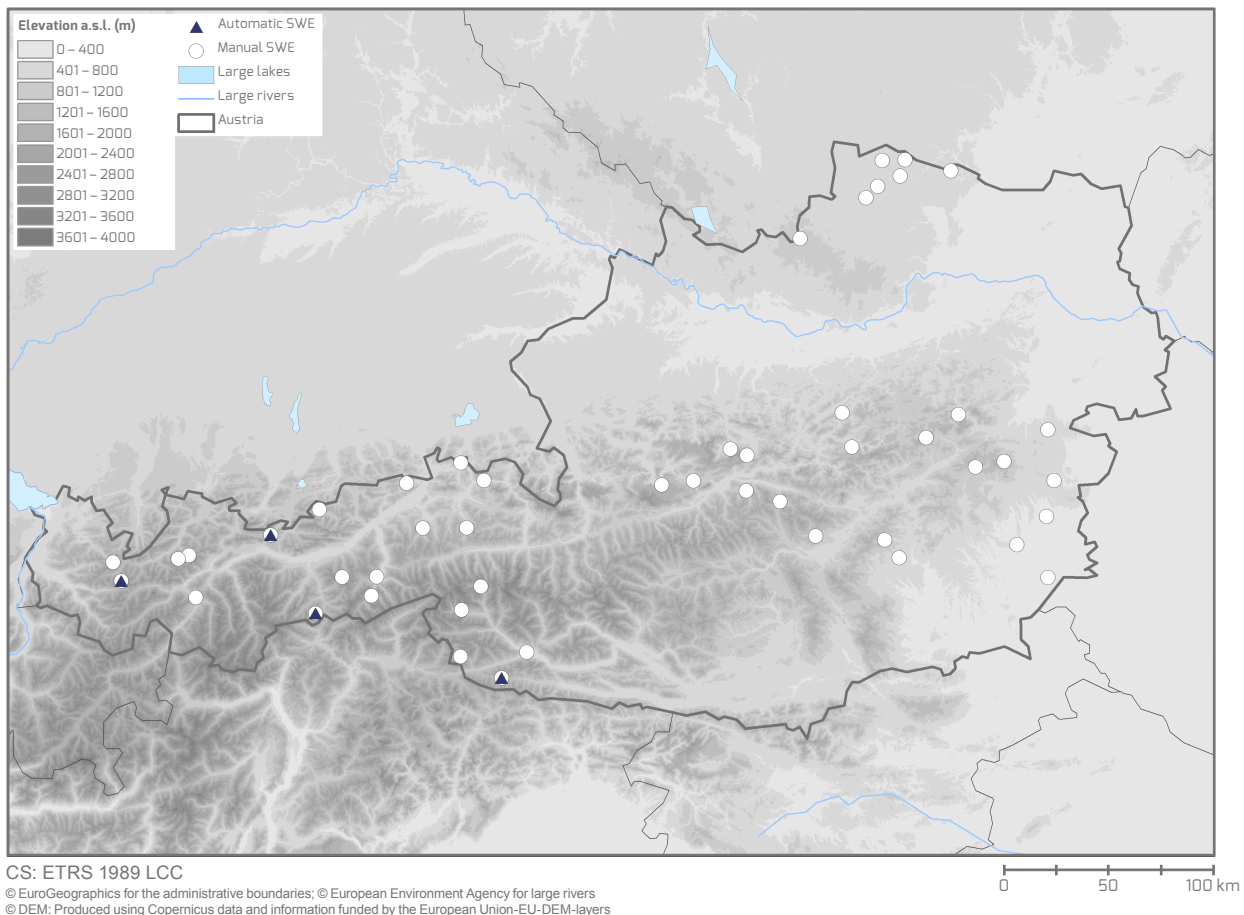 Elevation a.s.l. (m)
0 – 400
401 – 800
801 – 1200
1201 – 1600
1601 – 2000
2001 – 2400
2401 – 2800
2801 – 3200
3201 – 3600
3601 – 4000
Automatic SWE
Manual SWE
Large lakes
Large rivers
Austria
CS: ETRS 1989 LCC
© EuroGeographics for the administrative boundaries; © European Environment Agency for large rivers
© DEM: Produced using Copernicus data and information funded by the European Union-EU-DEM-layers
0 50 100 km